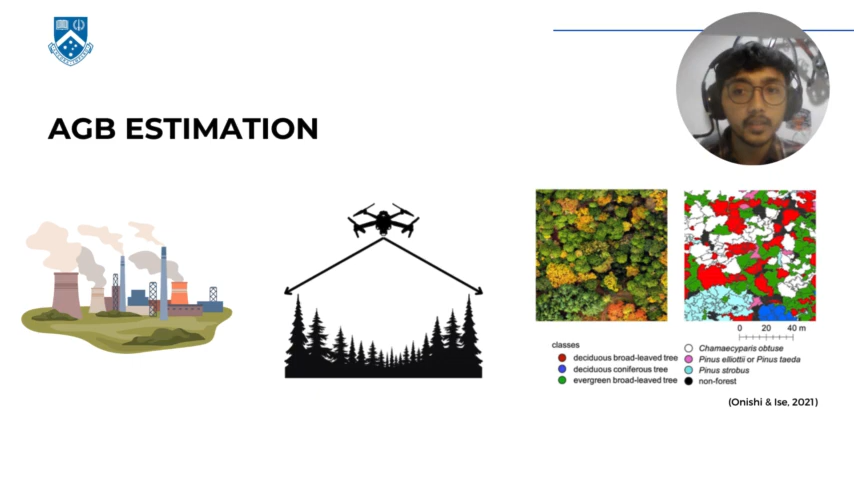 AGB ESTIMATION
0 20 40 m
classes
deciduous broad-leaved tree
deciduous coniferous tree
evergreen broad-leaved tree
Chamaecyparis obtuse
Pinus elliottii or Pinus taeda
Pinus strobus
non-forest
(Onishi & Ise, 2021)